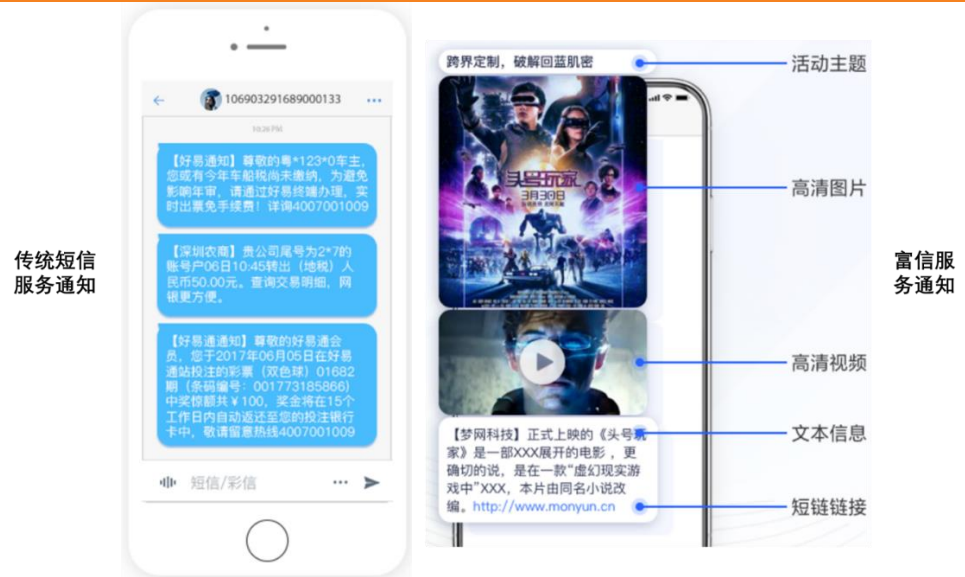 传统短信
服务通知
106903291689000133
10:26 PM
【好易通知】尊敬的粤*123*0车主,
您或有今年车船税尚未缴纳，为避免
影响年审，请通过好易终端办理，实
时出票免手续费！详询4007001009
【深圳农商】贵公司尾号为2*7的
账号户06日10:45转出（地税）人
民币50.00元。查询交易明细，网
银更方便。
【好易通通知】尊敬的好易通会
员，您于2017年06月05日在好易
通站投注的彩票（双色球）01682
期（条码编号：001773185866)
中奖惊额共￥100，奖金将在15个
工作日内自动返还至您的投注银行
卡中，敬请留意热线4007001009
短信/彩信
跨界定制，破解回蓝肌密
头号玩家
3月30日
【梦网科技】正式上映的《头号玩
家》是一部XXX展开的电影，更
确切的说，是在一款“虚幻现实游
戏中”XXX，本片由同名小说改
编。http://www.monyun.cn
活动主题
高清图片
高清视频
文本信息
短链链接
富信服
务通知